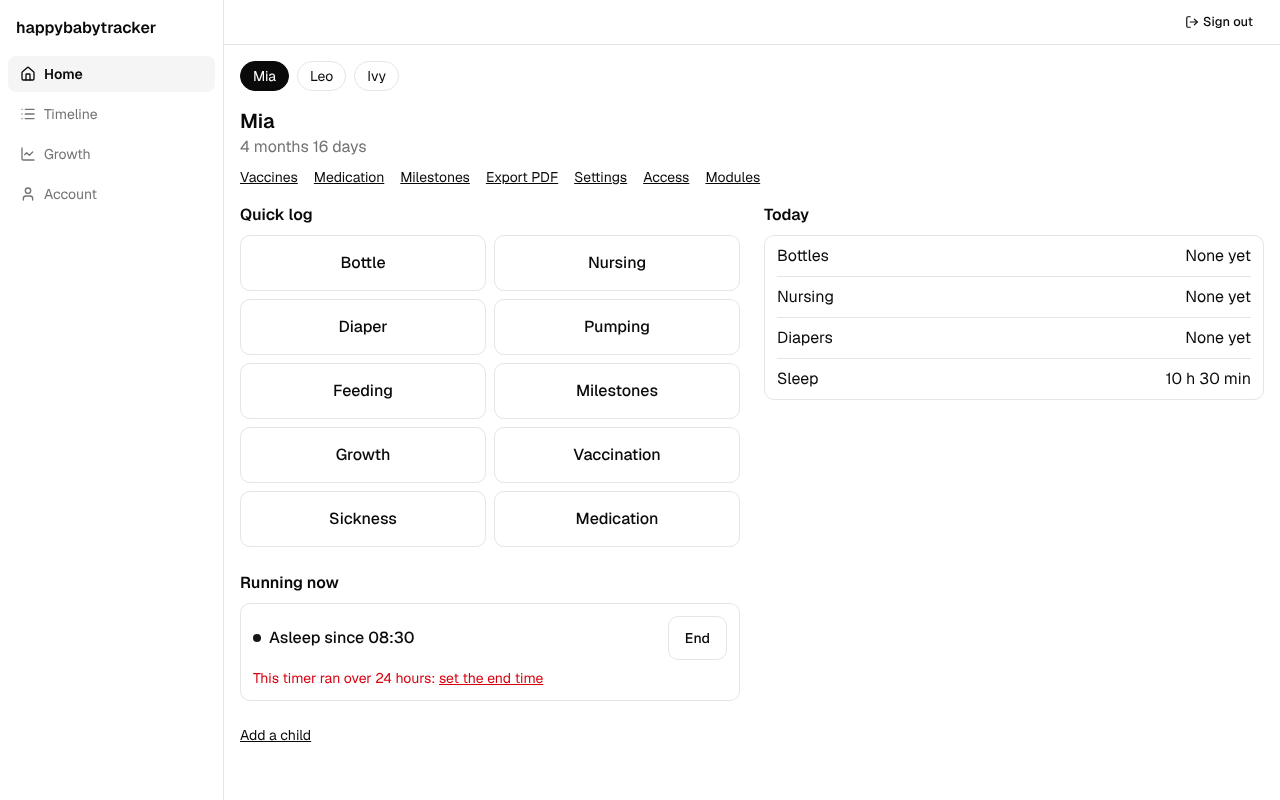 happybabytracker
Sign out
Home
Timeline
Growth
Account
Mia
Leo
Ivy
Mia
4 months 16 days
Vaccines Medication Milestones Export PDF Settings Access Modules
Quick log
Bottle
Nursing
Diaper
Pumping
Feeding
Milestones
Growth
Vaccination
Sickness
Medication
Running now
Asleep since 08:30
End
This timer ran over 24 hours: set the end time
Add a child
Today
Bottles None yet
Nursing None yet
Diapers None yet
Sleep 10 h 30 min